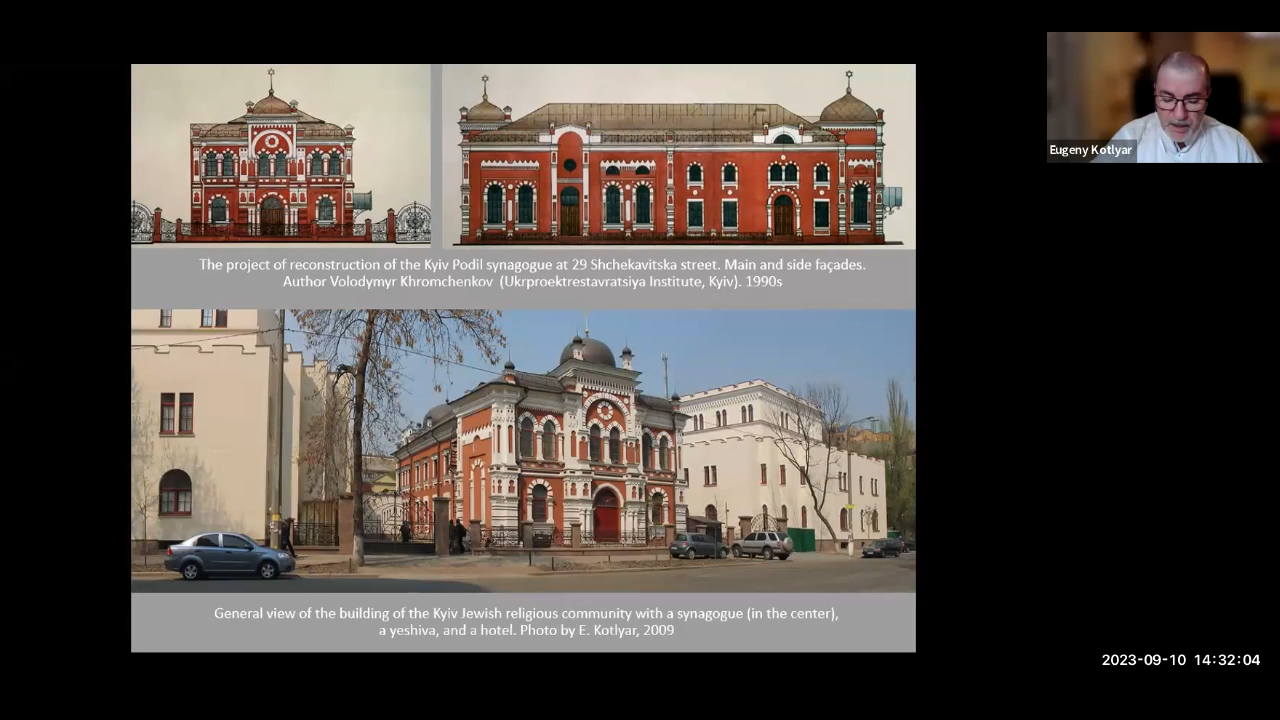 Eugeny Kotlyar
The project of reconstruction of the Kyiv Podil synagogue at 29 Shchekavitska street. Main and side façades.
Author Volodymyr Khromchenkov (Ukrproektrestavratsiya Institute, Kyiv). 1990s
General view of the building of the Kyiv Jewish religious community with a synagogue (in the center),
a yeshiva, and a hotel. Photo by E. Kotlyar, 2009
2023-09-10 14:32:04